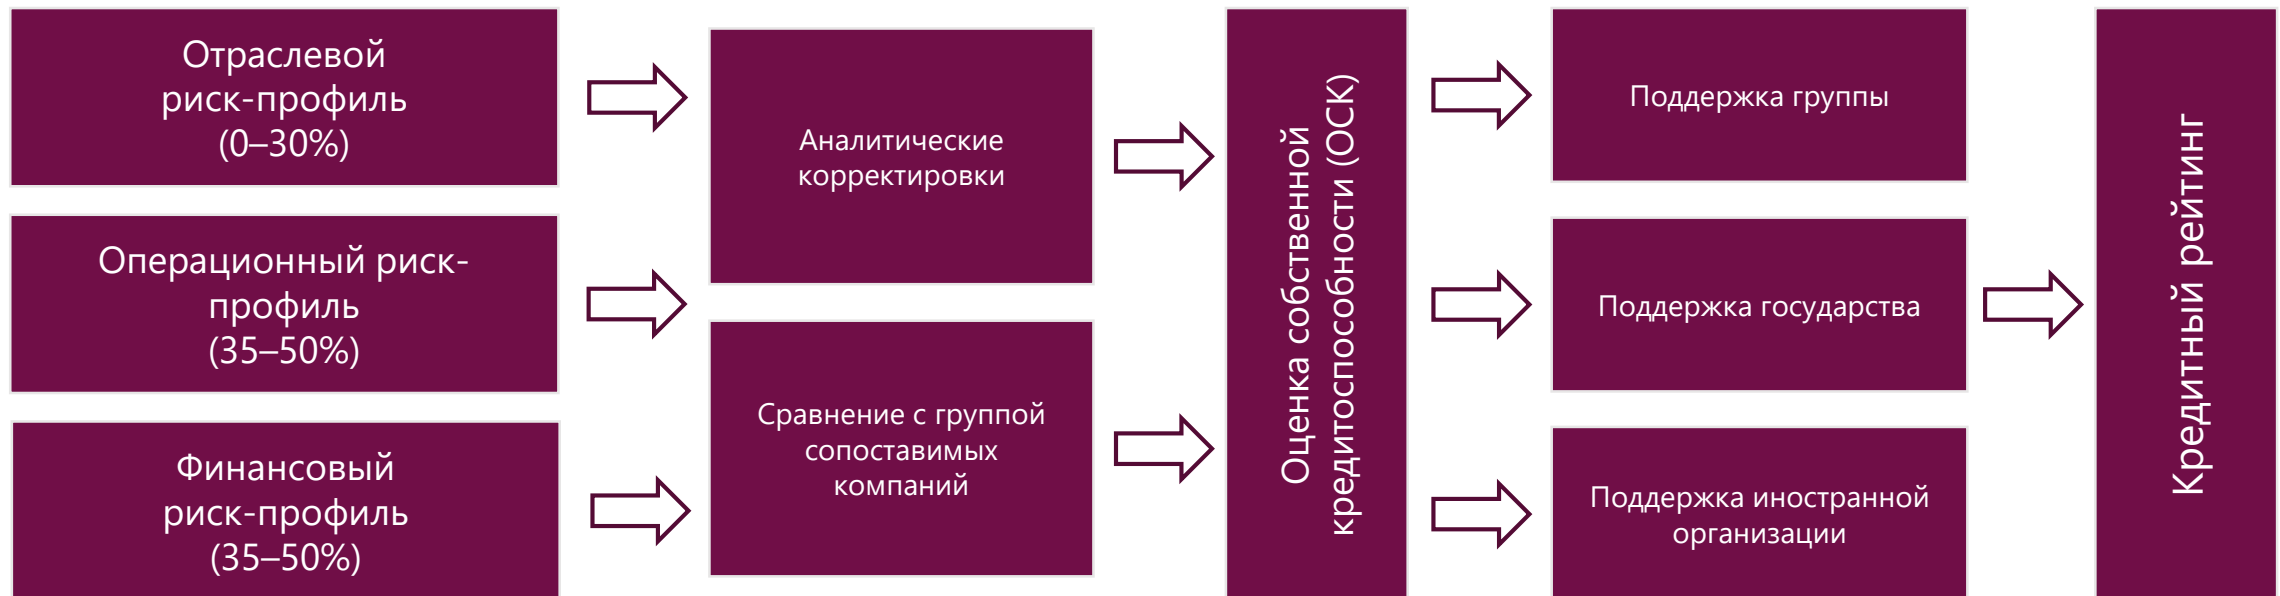 Отраслевой
риск-профиль
(0–30%)
Операционный риск-
профиль
(35–50%)
Финансовый
риск-профиль
(35–50%)
Аналитические
корректировки
Сравнение с группой
сопоставимых
компаний
Оценка собственной
кредитоспособности (ОСК)
Поддержка группы
Поддержка государства
Поддержка иностранной
организации
Кредитный рейтинг